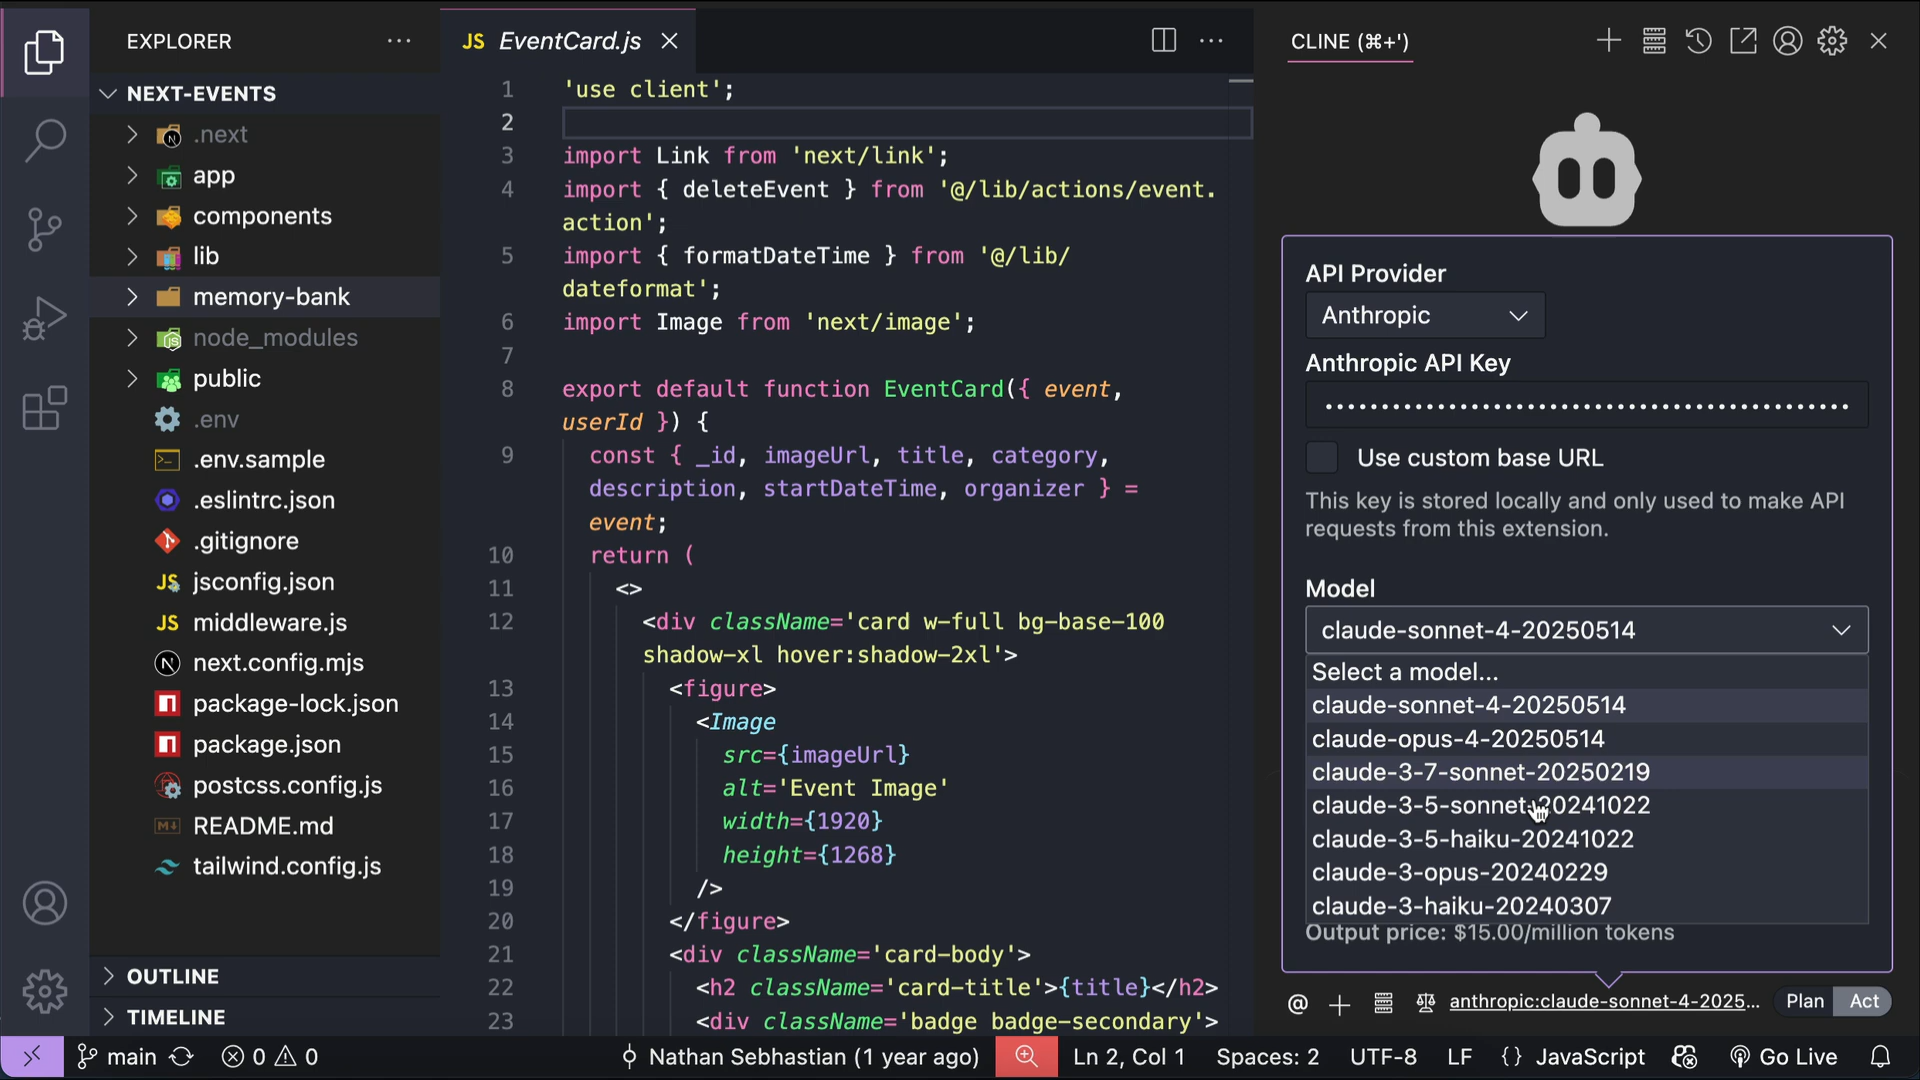 EXPLORER
NEXT-EVENTS
.next
app
components
lib
memory-bank
node_modules
public
.env
.env.sample
.eslintrc.json
.gitignore
JS jsconfig.json
JS middleware.js
N next.config.mjs
package-lock.json
package.json
postcss.config.js
M README.md
tailwind.config.js
OUTLINE
TIMELINE
JS EventCard.js
1 'use client';
2
3 import Link from 'next/link';
4 import { deleteEvent } from '@/lib/actions/event.
action';
5 import { formatDateTime } from '@/lib/
dateformat';
6 import Image from 'next/image';
7
8 export default function EventCard({ event,
userId }) {
9 const { _id, imageUrl, title, category,
description, startDateTime, organizer } =
event;
10 return (
11 <>
12 <div className='card w-full bg-base-100
shadow-xl hover:shadow-2xl'>
13 <figure>
14 <Image
15 src={imageUrl}
16 alt='Event Image'
17 width={1920}
18 height={1268}
19 />
20 </figure>
21 <div className='card-body'>
22 <h2 className='card-title'>{title}</h2>
23 <div className='badge badge-secondary'>
CLINE (⌘+')
API Provider
Anthropic
Anthropic API Key
Use custom base URL
This key is stored locally and only used to make API
requests from this extension.
Model
claude-sonnet-4-20250514
Select a model...
claude-sonnet-4-20250514
claude-opus-4-20250514
claude-3-7-sonnet-20250219
claude-3-5-sonnet-20241022
claude-3-5-haiku-20241022
claude-3-opus-20240229
claude-3-haiku-20240307
Output price: $15.00/million tokens
@ anthropic:claude-sonnet-4-2025... Plan Act
main 0 0 Nathan Sebhastian (1 year ago) Ln 2, Col 1 Spaces: 2 UTF-8 LF {} JavaScript Go Live